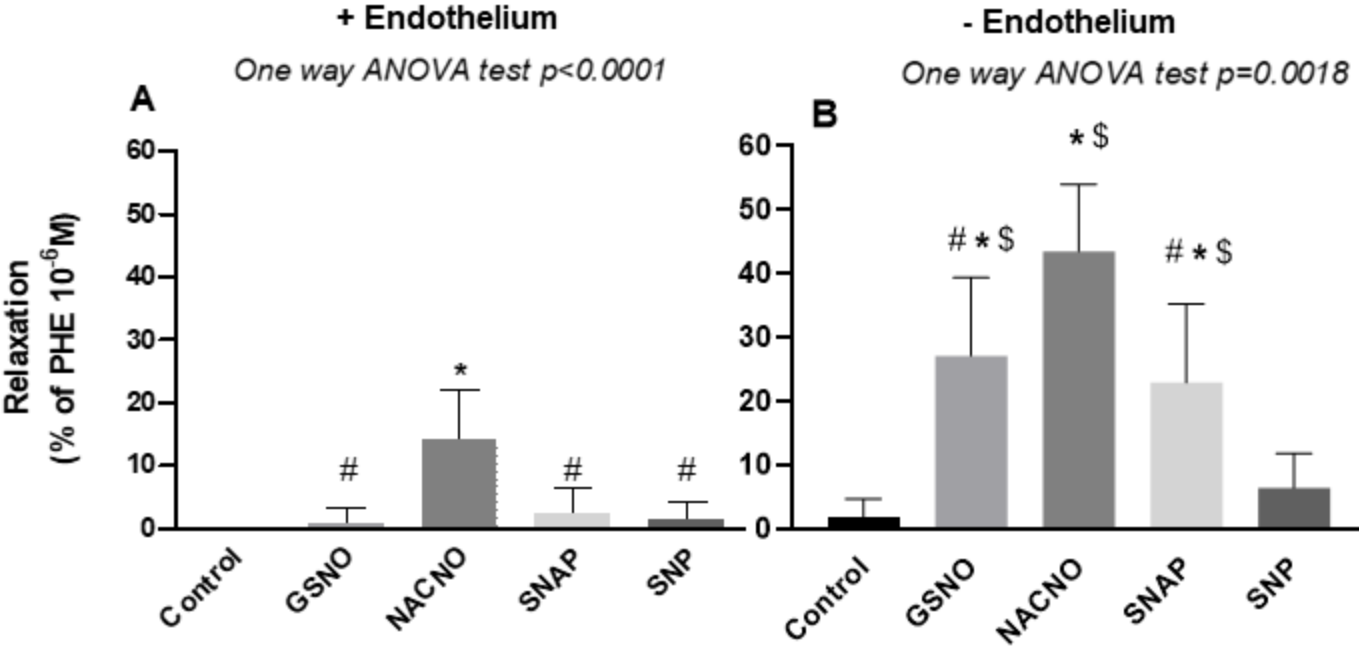 + Endothelium
One way ANOVA test p<0.0001
A
Relaxation
(% of PHE 10⁻⁶M)
60
50
40
30
20
10
0
*
#
#
#
Control
GSNO
NACNO
SNAP
SNP
- Endothelium
One way ANOVA test p=0.0018
B
60
50
40
30
20
10
0
* $
# * $
# * $
Control
GSNO
NACNO
SNAP
SNP